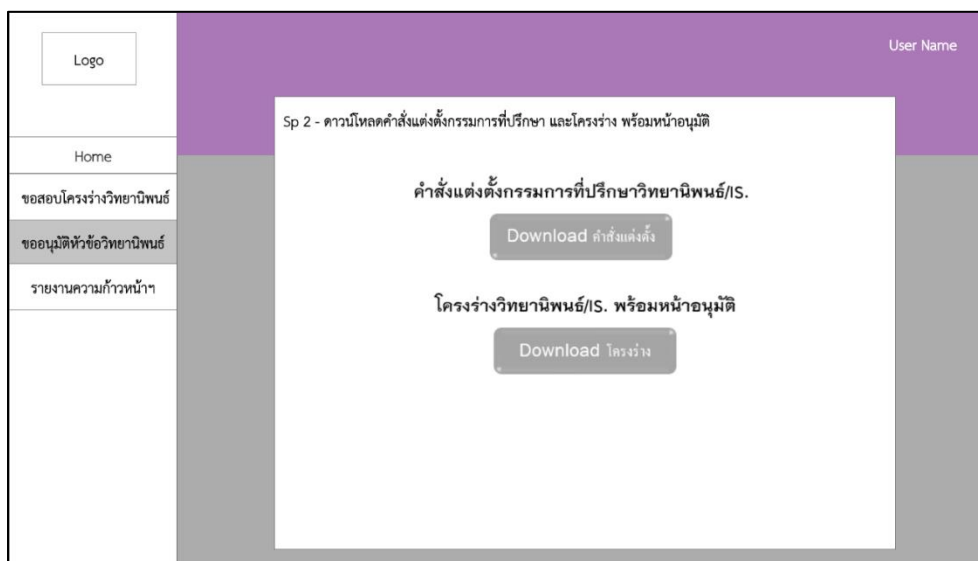 Logo
User Name
Home
ขอสอบโครงร่างวิทยานิพนธ์
ขออนุมัติหัวข้อวิทยานิพนธ์
รายงานความก้าวหน้าฯ
Sp 2 - ดาวน์โหลดคำสั่งแต่งตั้งกรรมการที่ปรึกษา และโครงร่าง พร้อมหน้าอนุมัติ
คำสั่งแต่งตั้งกรรมการที่ปรึกษาวิทยานิพนธ์/IS.
Download คำสั่งแต่งตั้ง
โครงร่างวิทยานิพนธ์/IS. พร้อมหน้าอนุมัติ
Download โครงร่าง